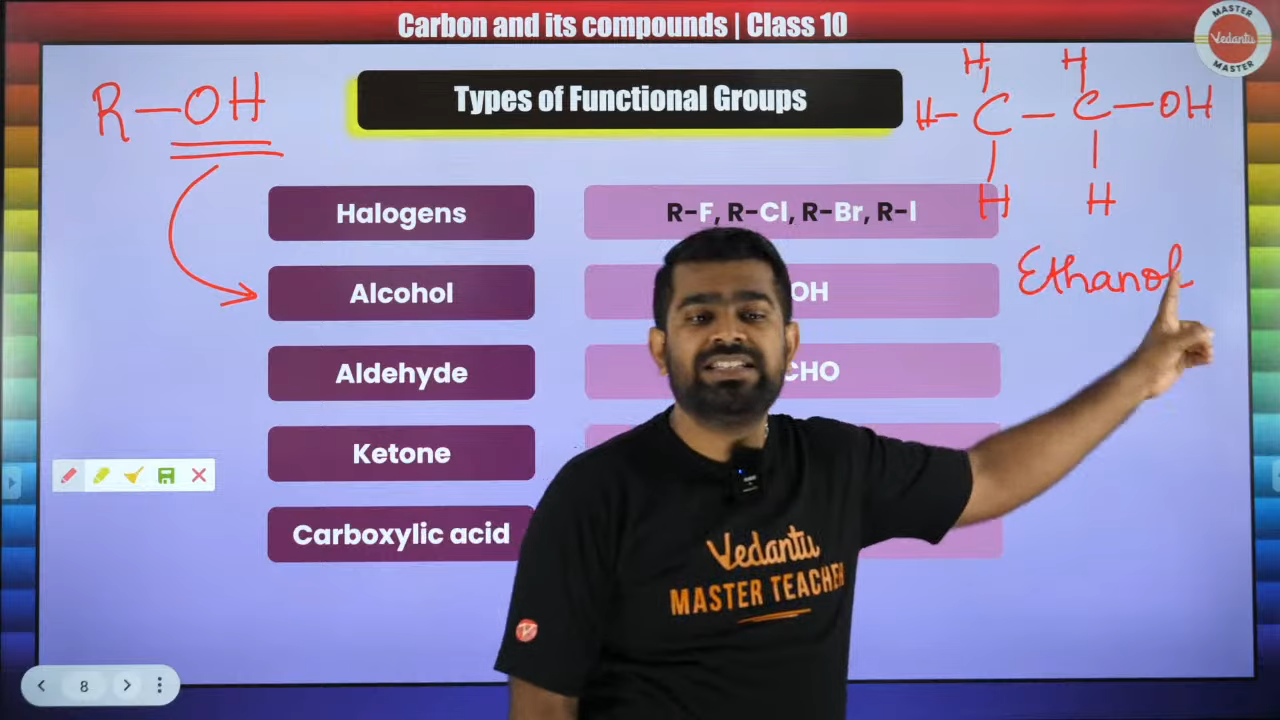 Carbon and its compounds | Class 10
MASTER
Vedantu
MASTER
Types of Functional Groups
R-OH
H H
H-C-C-OH
H H
Ethanol
Halogens
R-F, R-Cl, R-Br, R-I
Alcohol
OH
Aldehyde
CHO
Ketone
Carboxylic acid
Vedantu
MASTER TEACHER
8